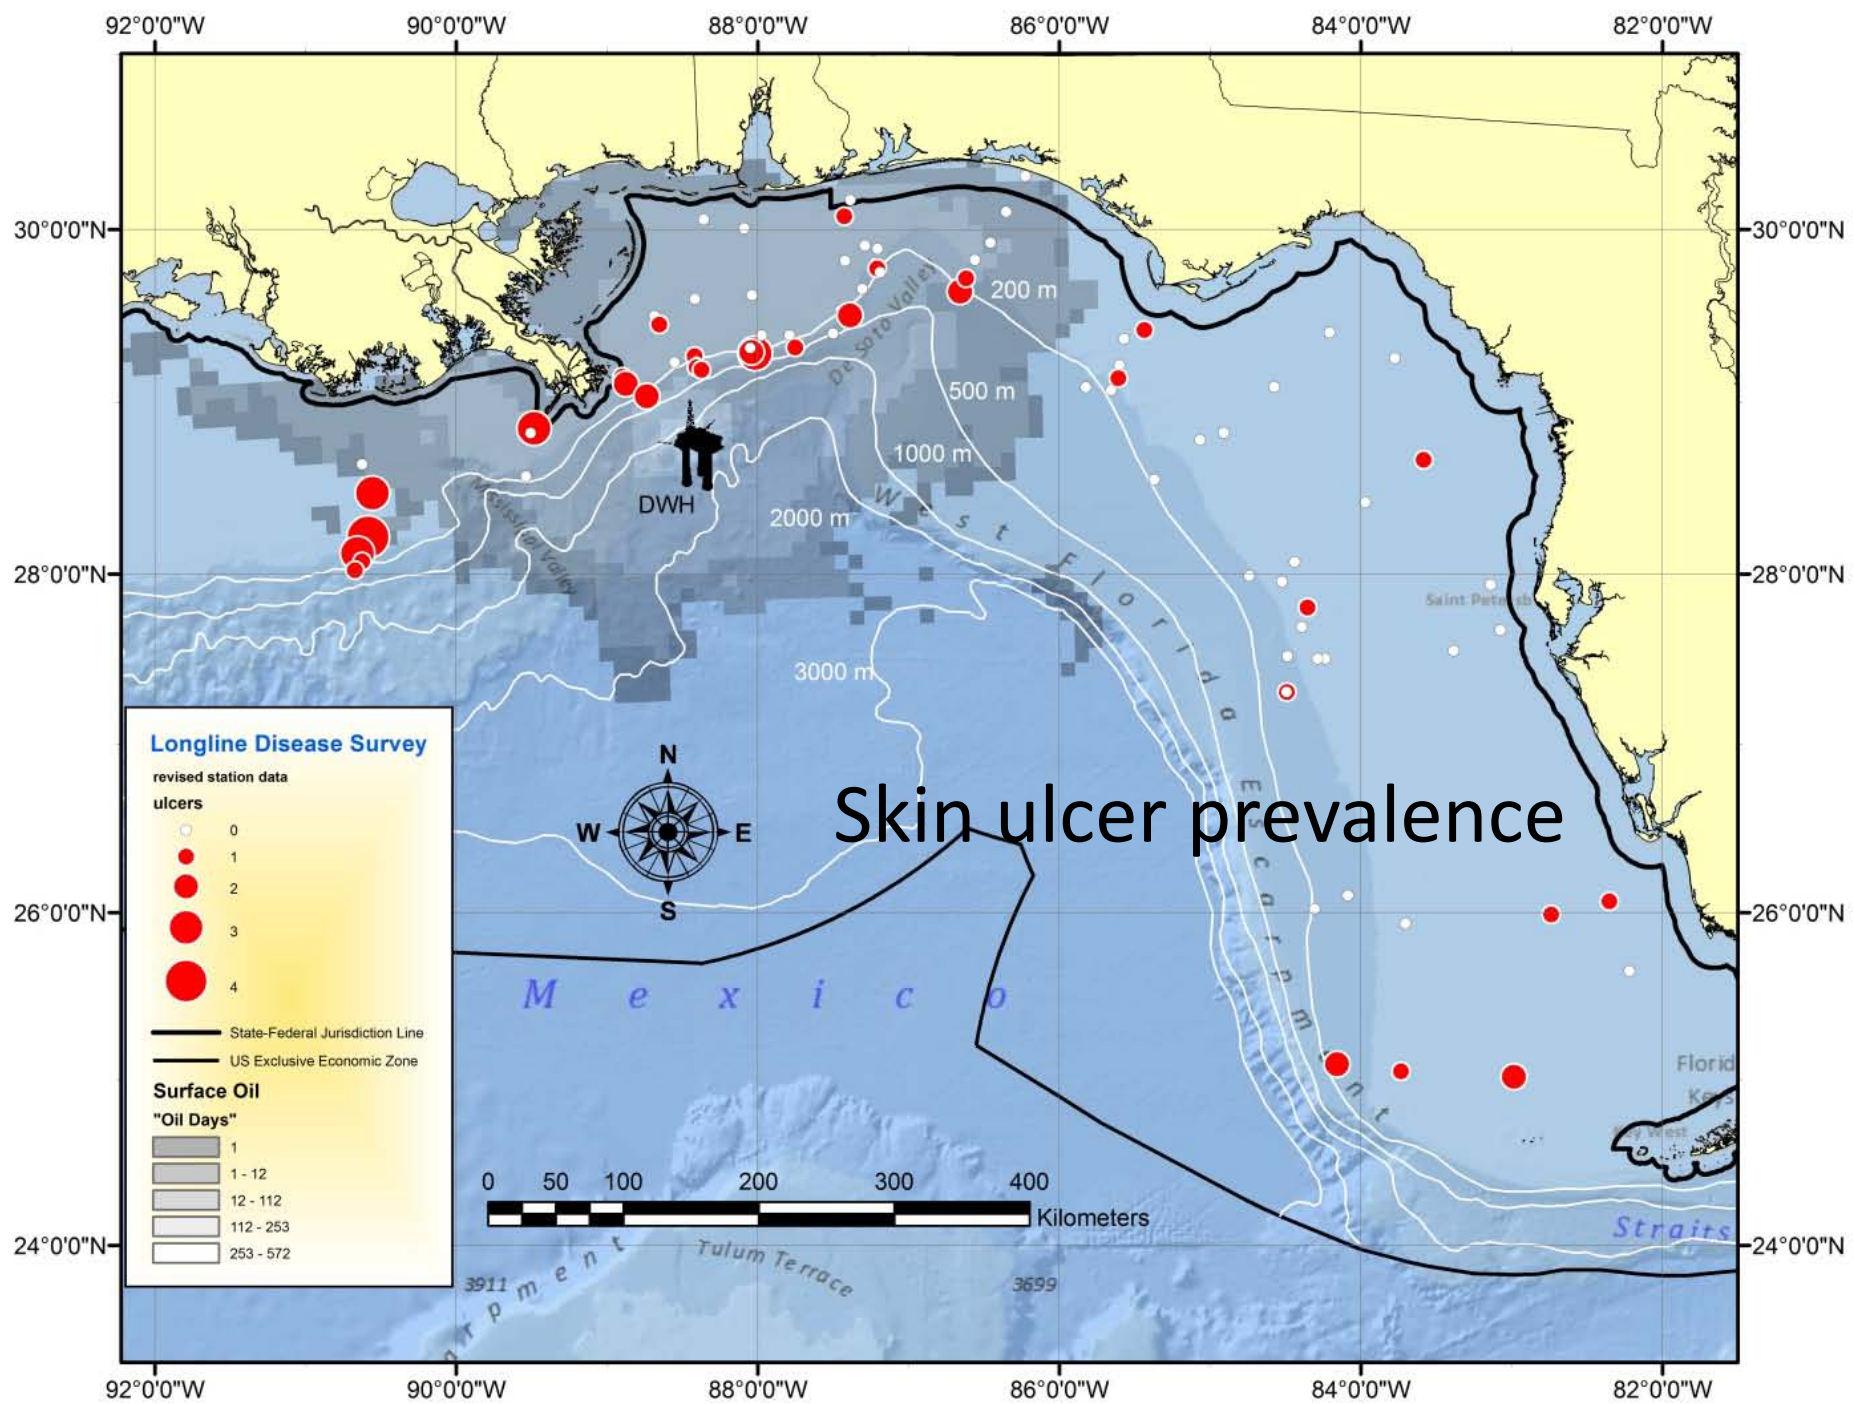 92°0'0"W 90°0'0"W 88°0'0"W 86°0'0"W 84°0'0"W 82°0'0"W
30°0'0"N 30°0'0"N
200 m
De Soto Valley
500 m
1000 m
DWH
2000 m
Mississippi Valley
West Florida Escarpment
28°0'0"N 28°0'0"N
Saint Petersb
3000 m
Longline Disease Survey
revised station data
ulcers
0
1
2
3
4
State-Federal Jurisdiction Line
US Exclusive Economic Zone
Surface Oil
"Oil Days"
1
1 - 12
12 - 112
112 - 253
253 - 572
N
W E
S
Skin ulcer prevalence
26°0'0"N 26°0'0"N
Mexico
Florid
Keys
Key West
0 50 100 200 300 400
Kilometers
Straits
24°0'0"N 24°0'0"N
Tulum Terrace
3911 3699
arpment
92°0'0"W 90°0'0"W 88°0'0"W 86°0'0"W 84°0'0"W 82°0'0"W